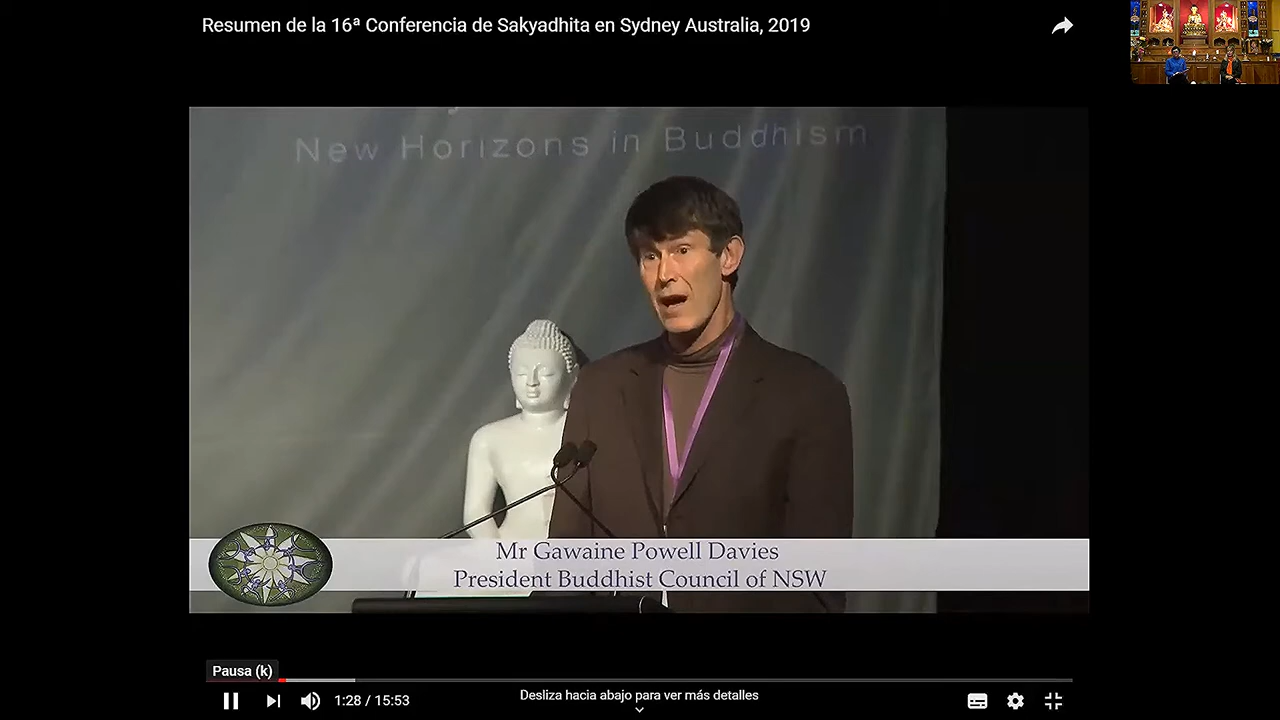 Resumen de la 16ª Conferencia de Sakyadhita en Sydney Australia, 2019
New Horizons in Buddhism
Mr Gawaine Powell Davies
President Buddhist Council of NSW
Pausa (k)
1:28 / 15:53
Desliza hacia abajo para ver más detalles